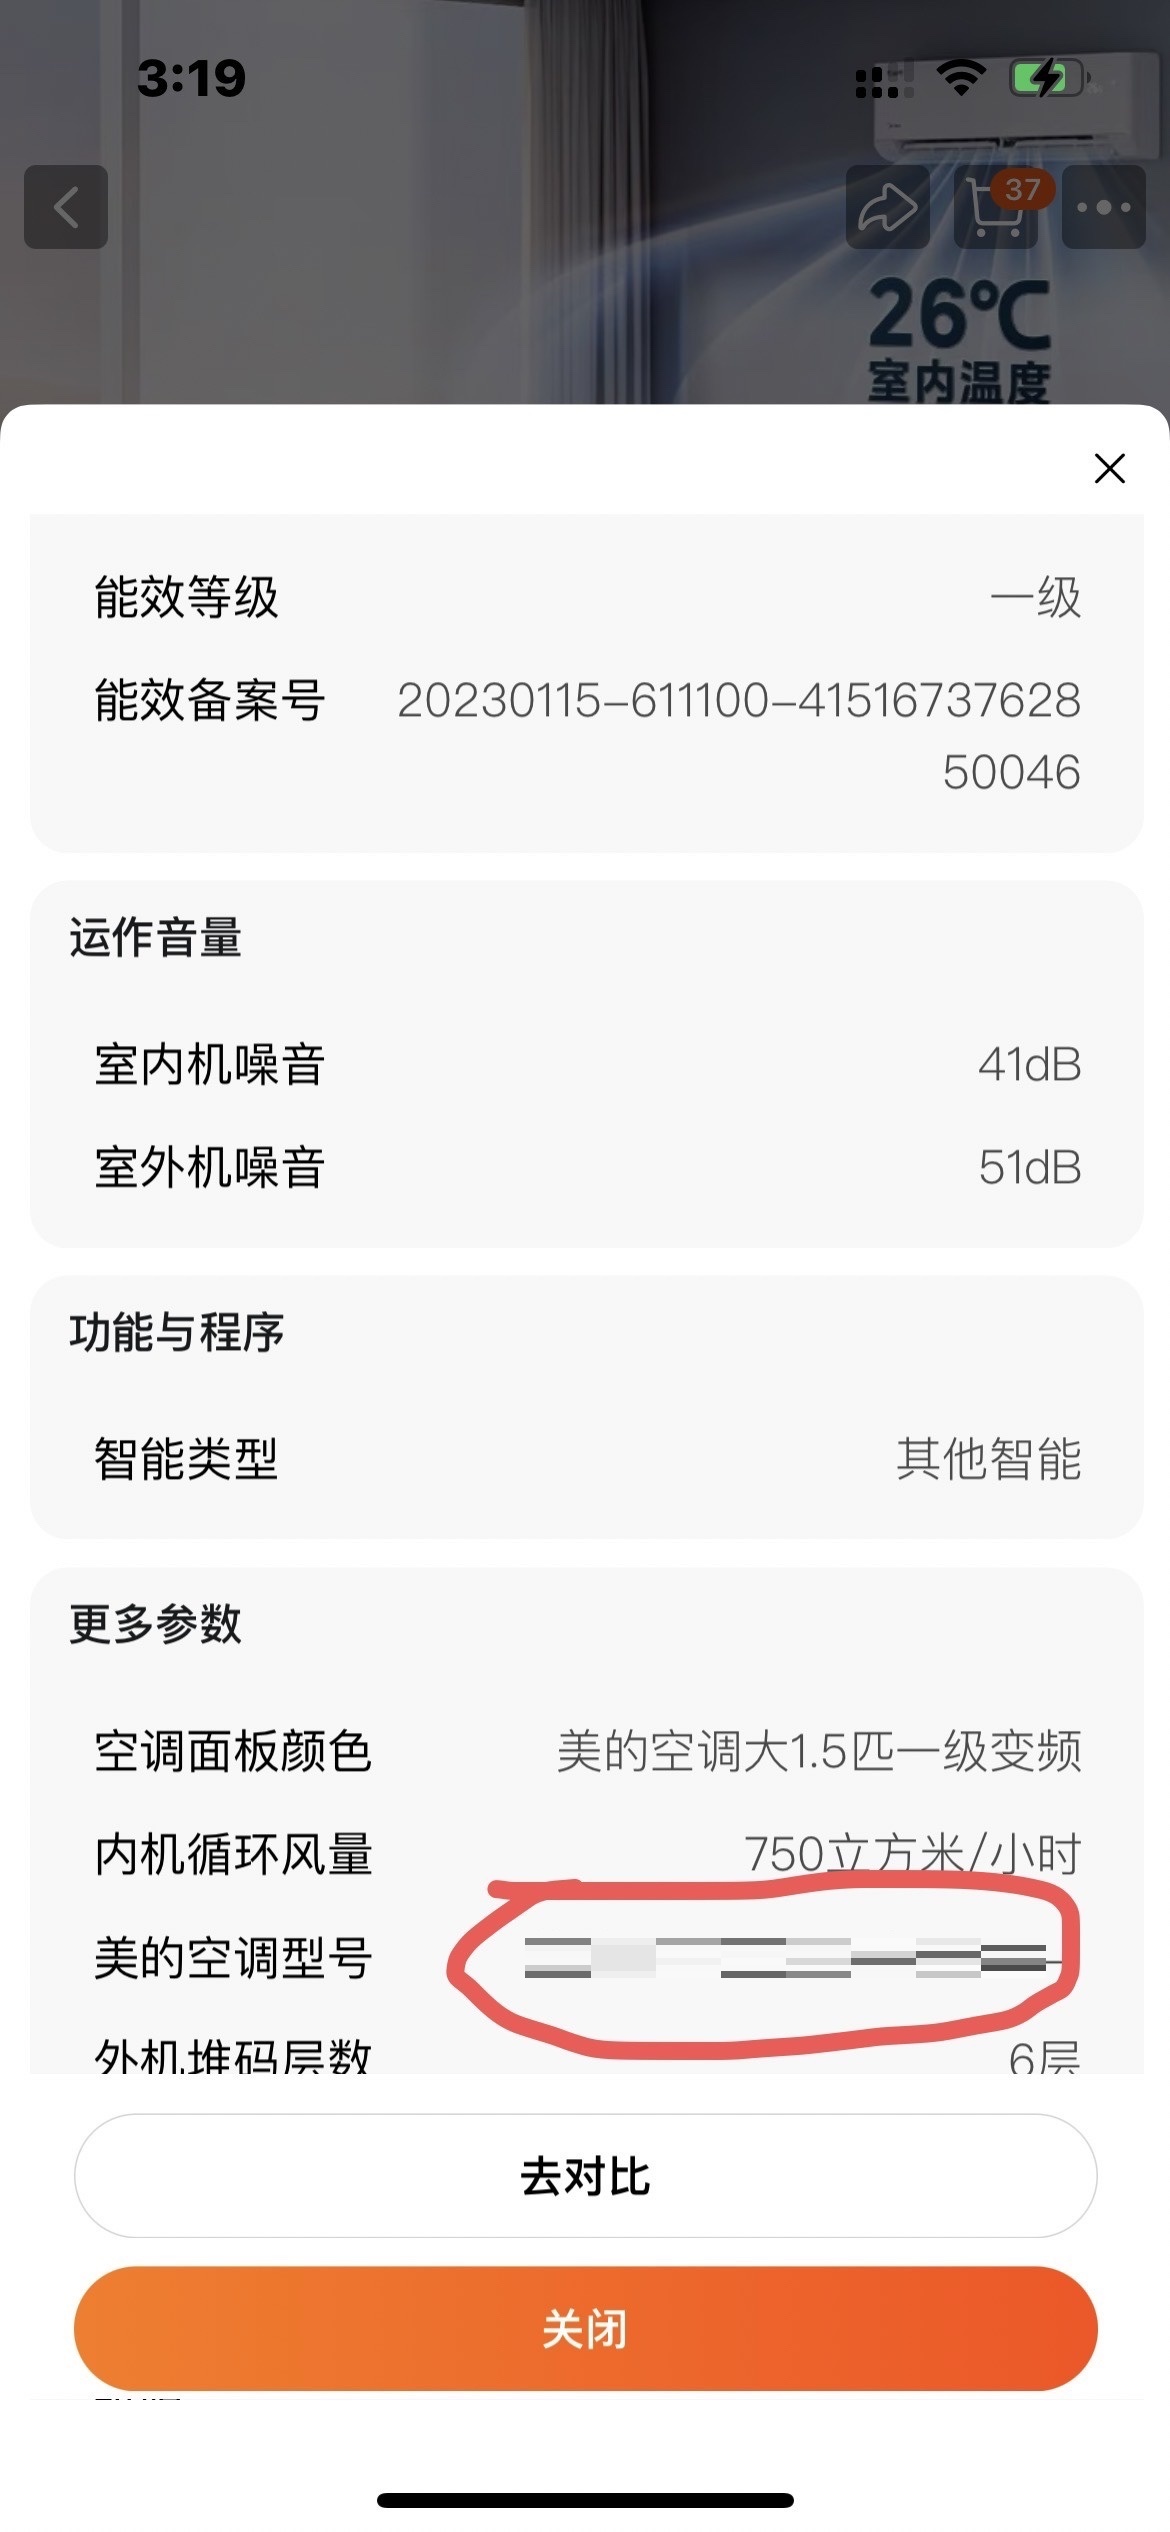 3:19
37
26℃
室内温度
能效等级 一级
能效备案号 20230115-611100-41516737628
50046
运作音量
室内机噪音 41dB
室外机噪音 51dB
功能与程序
智能类型 其他智能
更多参数
空调面板颜色 美的空调大1.5匹一级变频
内机循环风量 750立方米/小时
美的空调型号
外机堆码层数 6层
去对比
关闭